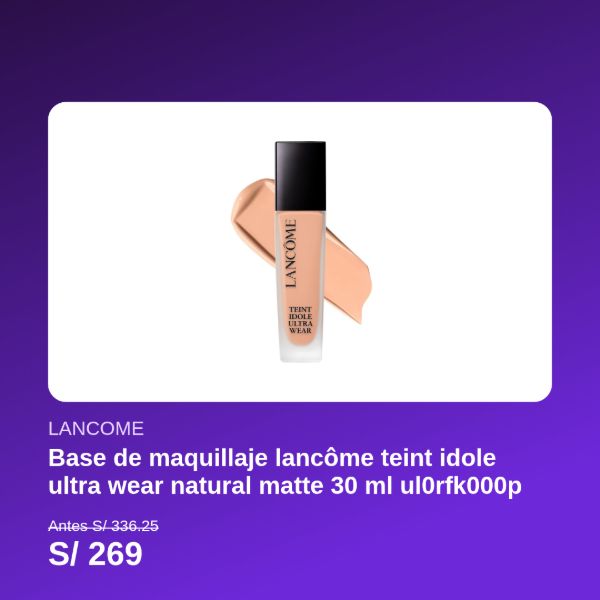 LANCÔME
TEINT
IDOLE
ULTRA
WEAR
LANCOME
Base de maquillaje lancôme teint idole
ultra wear natural matte 30 ml ul0rfk000p
Antes S/ 336.25
S/ 269